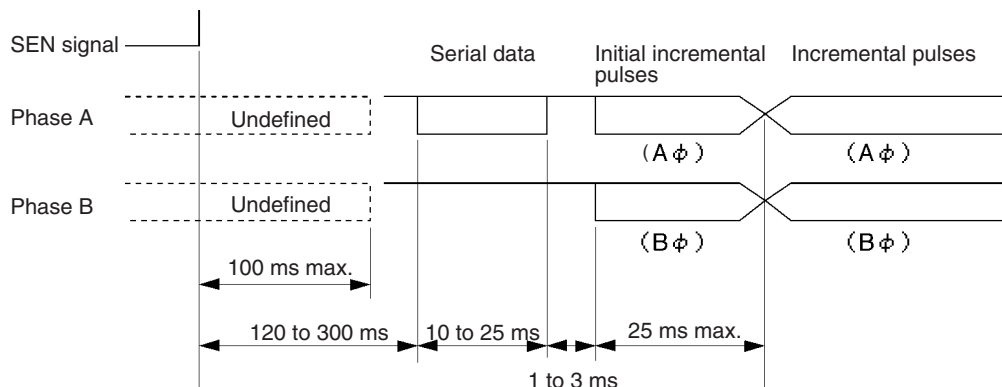 SEN signal
Serial data
Initial incremental
pulses
Incremental pulses
Phase A
Undefined
(Aϕ)
(Aϕ)
Phase B
Undefined
(Bϕ)
(Bϕ)
100 ms max.
120 to 300 ms
10 to 25 ms
25 ms max.
1 to 3 ms